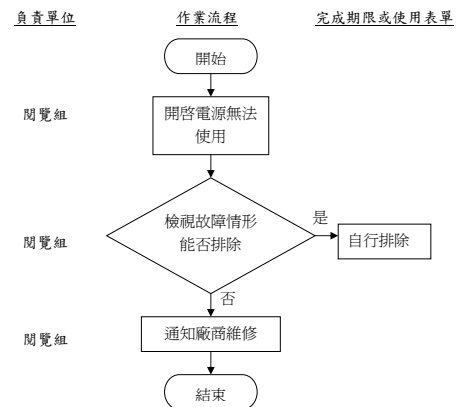 負責單位 作業流程 完成期限或使用表單
開始
閱覽組
開啓電源無法
使用
閱覽組
檢視故障情形
能否排除
是
自行排除
否
閱覽組
通知廠商維修
結束